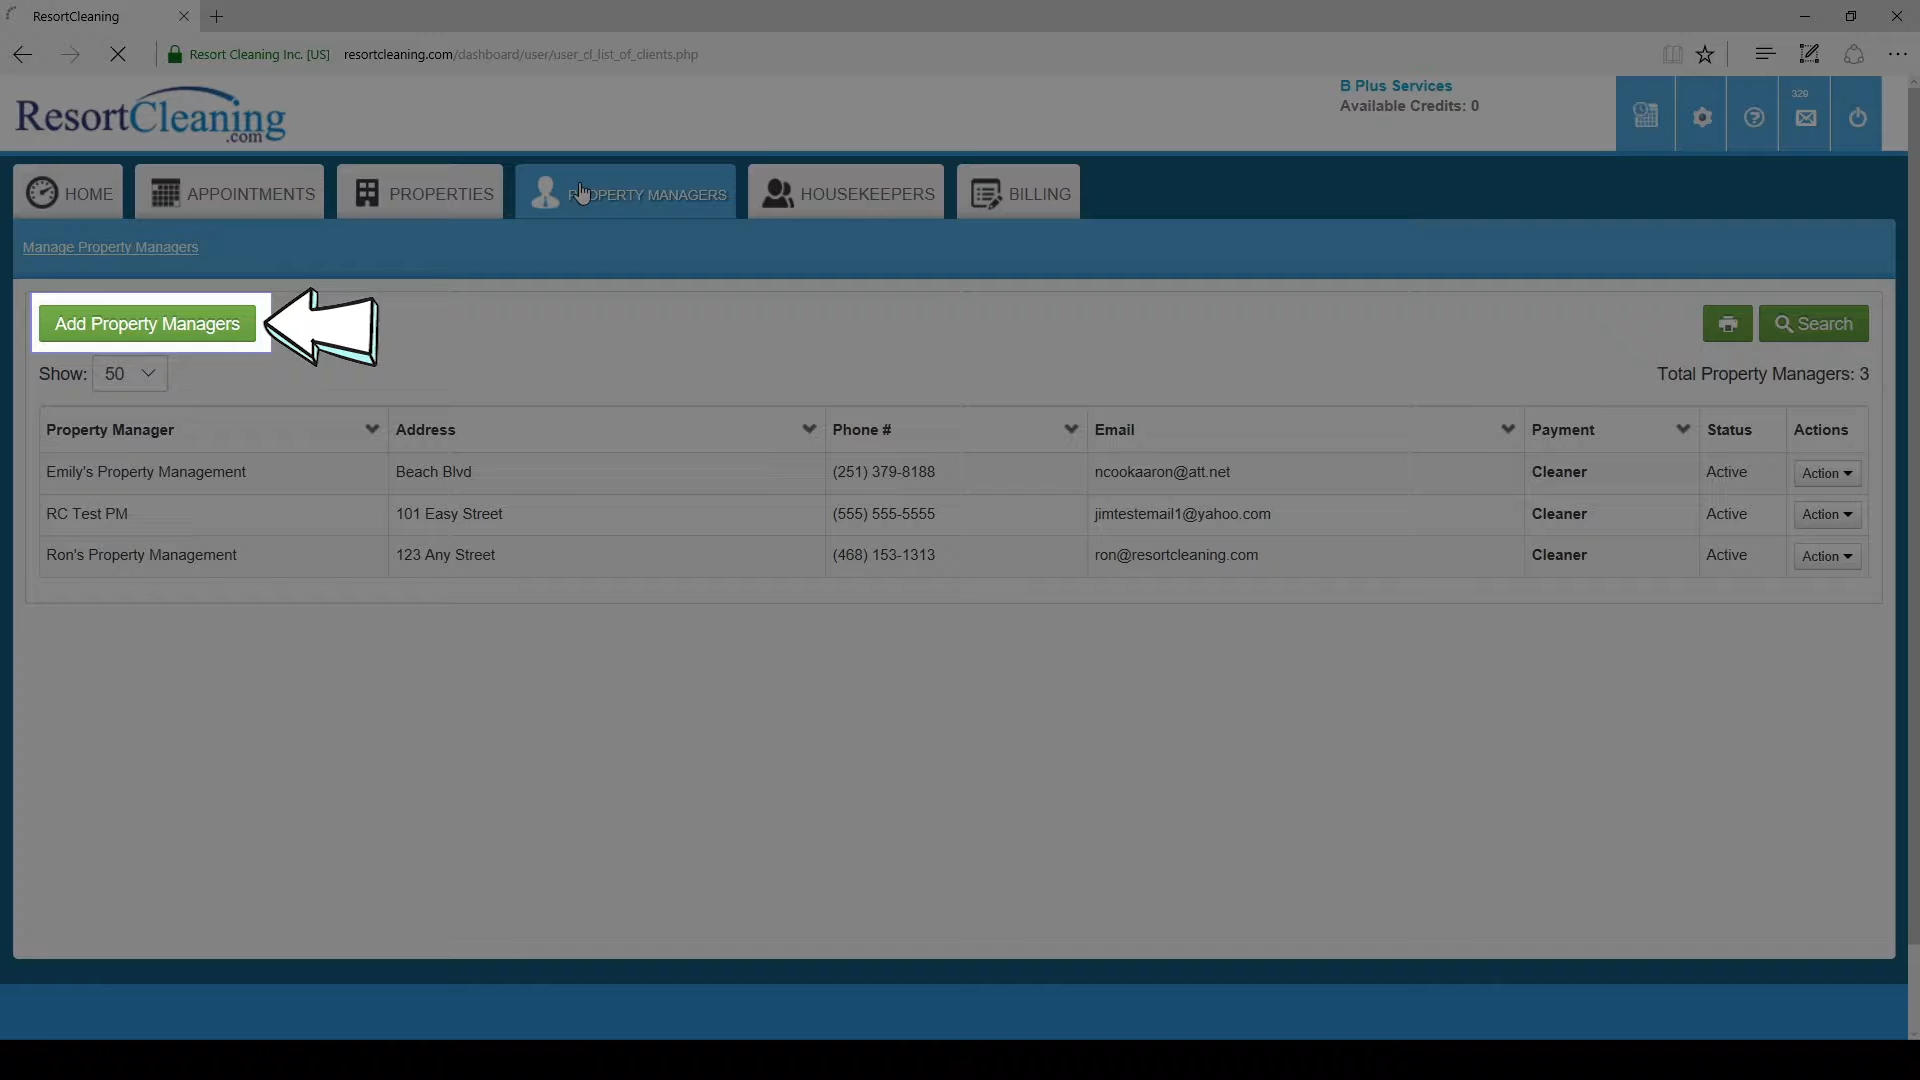 ResortCleaning
Resort Cleaning Inc. [US] resortcleaning.com/dashboard/user/user_cl_list_of_clients.php
ResortCleaning.com
B Plus Services
Available Credits: 0
329
HOME APPOINTMENTS PROPERTIES PROPERTY MANAGERS HOUSEKEEPERS BILLING
Manage Property Managers
Add Property Managers Search
Show: 50 Total Property Managers: 3
Property Manager Address Phone # Email Payment Status Actions
Emily's Property Management Beach Blvd (251) 379-8188 ncookaaron@att.net Cleaner Active Action
RC Test PM 101 Easy Street (555) 555-5555 jimtestemail1@yahoo.com Cleaner Active Action
Ron's Property Management 123 Any Street (468) 153-1313 ron@resortcleaning.com Cleaner Active Action